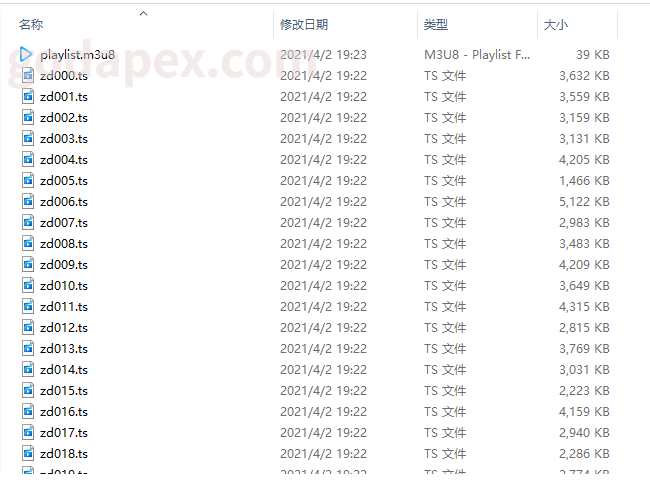 名称 修改日期 类型 大小
playlist.m3u8 2021/4/2 19:23 M3U8 - Playlist F... 39 KB
godapex.com
zd000.ts 2021/4/2 19:22 TS 文件 3,632 KB
zd001.ts 2021/4/2 19:22 TS 文件 3,559 KB
zd002.ts 2021/4/2 19:22 TS 文件 3,159 KB
zd003.ts 2021/4/2 19:22 TS 文件 3,131 KB
zd004.ts 2021/4/2 19:22 TS 文件 4,205 KB
zd005.ts 2021/4/2 19:22 TS 文件 1,466 KB
zd006.ts 2021/4/2 19:22 TS 文件 5,122 KB
zd007.ts 2021/4/2 19:22 TS 文件 2,983 KB
zd008.ts 2021/4/2 19:22 TS 文件 3,483 KB
zd009.ts 2021/4/2 19:22 TS 文件 4,209 KB
zd010.ts 2021/4/2 19:22 TS 文件 3,649 KB
zd011.ts 2021/4/2 19:22 TS 文件 4,315 KB
zd012.ts 2021/4/2 19:22 TS 文件 2,815 KB
zd013.ts 2021/4/2 19:22 TS 文件 3,769 KB
zd014.ts 2021/4/2 19:22 TS 文件 3,031 KB
zd015.ts 2021/4/2 19:22 TS 文件 2,223 KB
zd016.ts 2021/4/2 19:22 TS 文件 4,159 KB
zd017.ts 2021/4/2 19:22 TS 文件 2,940 KB
zd018.ts 2021/4/2 19:22 TS 文件 2,286 KB